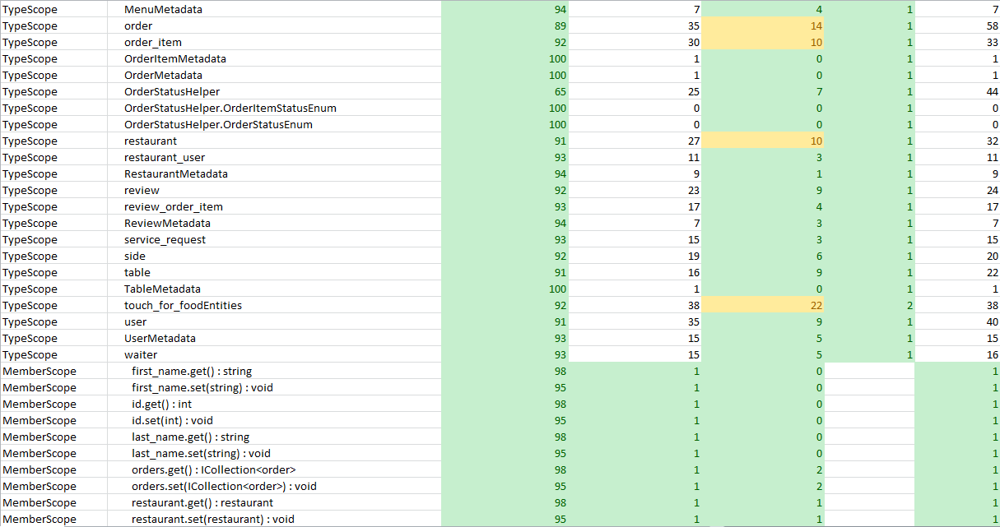 TypeScope MenuMetadata 94 7 4 1 7
TypeScope order 89 35 14 1 58
TypeScope order_item 92 30 10 1 33
TypeScope OrderItemMetadata 100 1 0 1 1
TypeScope OrderMetadata 100 1 0 1 1
TypeScope OrderStatusHelper 65 25 7 1 44
TypeScope OrderStatusHelper.OrderItemStatusEnum 100 0 0 1 0
TypeScope OrderStatusHelper.OrderStatusEnum 100 0 0 1 0
TypeScope restaurant 91 27 10 1 32
TypeScope restaurant_user 93 11 3 1 11
TypeScope RestaurantMetadata 94 9 1 1 9
TypeScope review 92 23 9 1 24
TypeScope review_order_item 93 17 4 1 17
TypeScope ReviewMetadata 94 7 3 1 7
TypeScope service_request 93 15 3 1 15
TypeScope side 92 19 6 1 20
TypeScope table 91 16 9 1 22
TypeScope TableMetadata 100 1 0 1 1
TypeScope touch_for_foodEntities 92 38 22 2 38
TypeScope user 91 35 9 1 40
TypeScope UserMetadata 93 15 5 1 15
TypeScope waiter 93 15 5 1 16
MemberScope first_name.get() : string 98 1 0 1
MemberScope first_name.set(string) : void 95 1 0 1
MemberScope id.get() : int 98 1 0 1
MemberScope id.set(int) : void 95 1 0 1
MemberScope last_name.get() : string 98 1 0 1
MemberScope last_name.set(string) : void 95 1 0 1
MemberScope orders.get() : ICollection<order> 98 1 2 1
MemberScope orders.set(ICollection<order>) : void 95 1 2 1
MemberScope restaurant.get() : restaurant 98 1 1 1
MemberScope restaurant.set(restaurant) : void 95 1 1 1